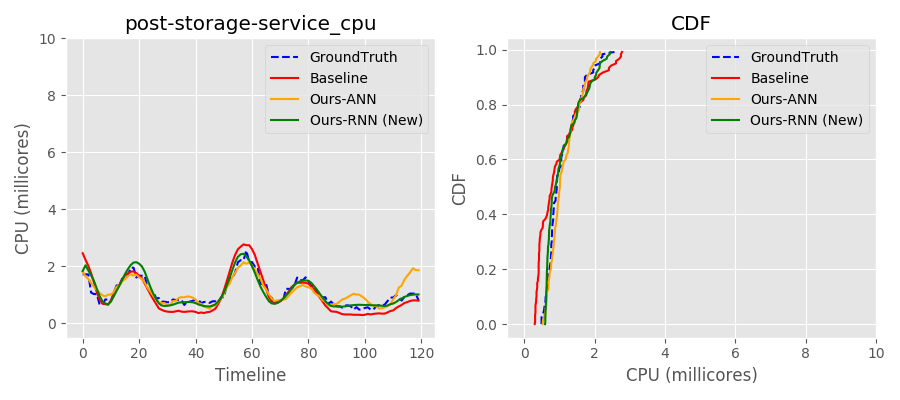 post-storage-service_cpu
CPU (millicores)
10
8
6
4
2
0
GroundTruth
Baseline
Ours-ANN
Ours-RNN (New)
0 20 40 60 80 100 120
Timeline
CDF
CDF
1.0
0.8
0.6
0.4
0.2
0.0
GroundTruth
Baseline
Ours-ANN
Ours-RNN (New)
0 2 4 6 8 10
CPU (millicores)